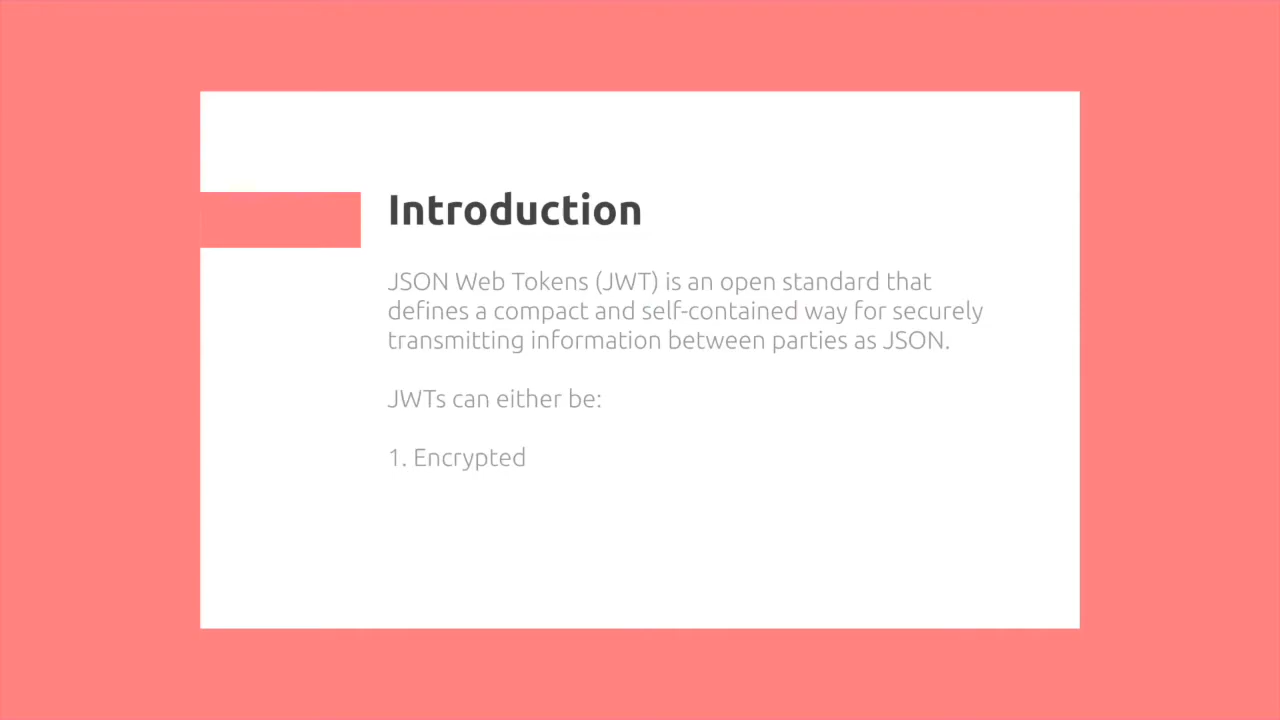 Introduction
JSON Web Tokens (JWT) is an open standard that
defines a compact and self-contained way for securely
transmitting information between parties as JSON.
JWTs can either be:
1. Encrypted